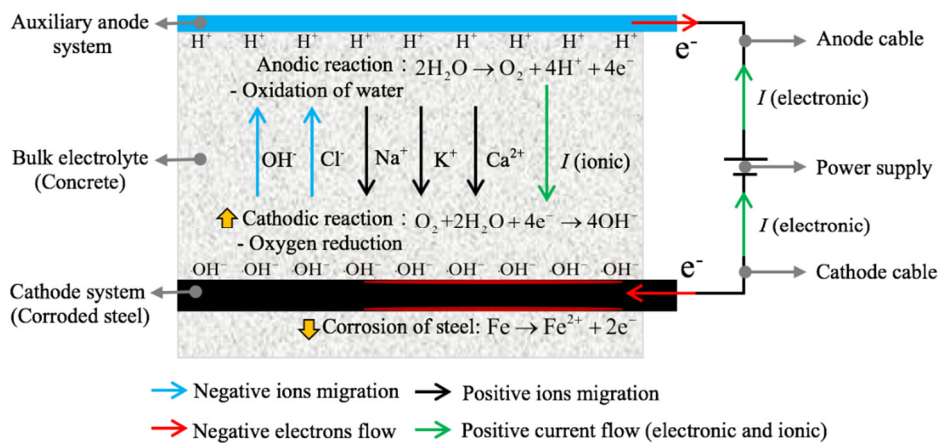 Auxiliary anode
system
H⁺ H⁺ H⁺ H⁺ H⁺ H⁺ H⁺ H⁺
e⁻
Anode cable
Anodic reaction : 2H₂O → O₂ + 4H⁺ + 4e⁻
- Oxidation of water
I (electronic)
Bulk electrolyte
(Concrete)
OH⁻ Cl⁻ Na⁺ K⁺ Ca²⁺ I (ionic)
Power supply
Cathodic reaction : O₂ +2H₂O + 4e⁻ → 4OH⁻
- Oxygen reduction
I (electronic)
OH⁻ OH⁻ OH⁻ OH⁻ OH⁻ OH⁻ OH⁻ OH⁻
e⁻
Cathode cable
Cathode system
(Corroded steel)
Corrosion of steel: Fe → Fe²⁺ + 2e⁻
Negative ions migration
Positive ions migration
Negative electrons flow
Positive current flow (electronic and ionic)